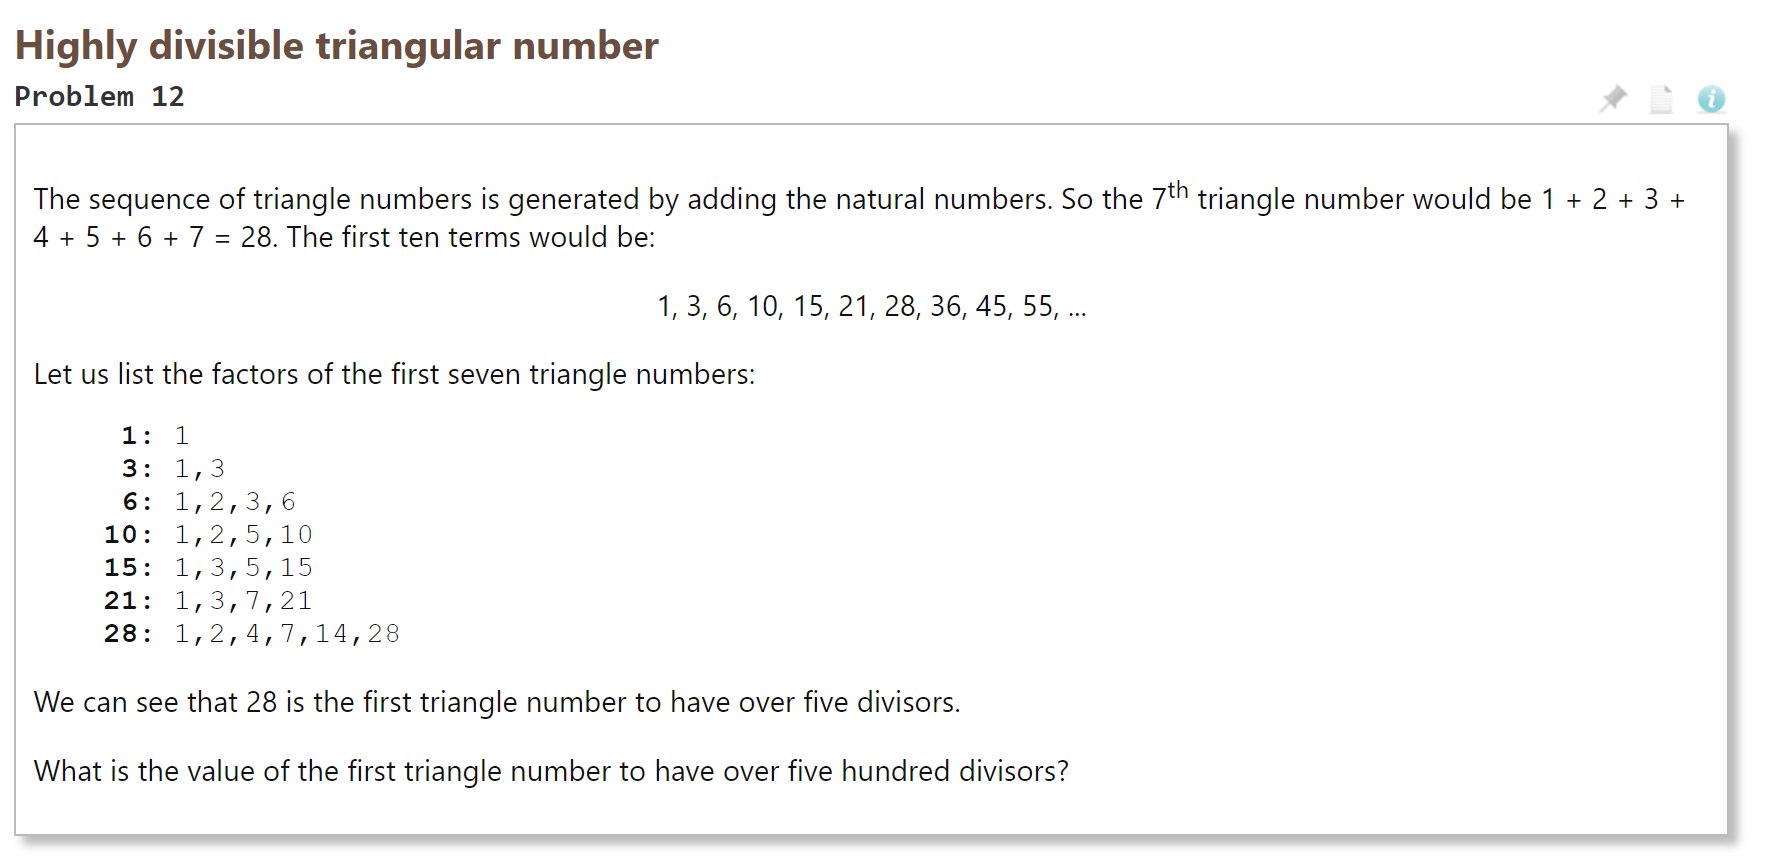 Highly divisible triangular number
Problem 12
The sequence of triangle numbers is generated by adding the natural numbers. So the 7th triangle number would be 1 + 2 + 3 +
4 + 5 + 6 + 7 = 28. The first ten terms would be:
1, 3, 6, 10, 15, 21, 28, 36, 45, 55, ...
Let us list the factors of the first seven triangle numbers:
1: 1
3: 1,3
6: 1,2,3,6
10: 1,2,5,10
15: 1,3,5,15
21: 1,3,7,21
28: 1,2,4,7,14,28
We can see that 28 is the first triangle number to have over five divisors.
What is the value of the first triangle number to have over five hundred divisors?